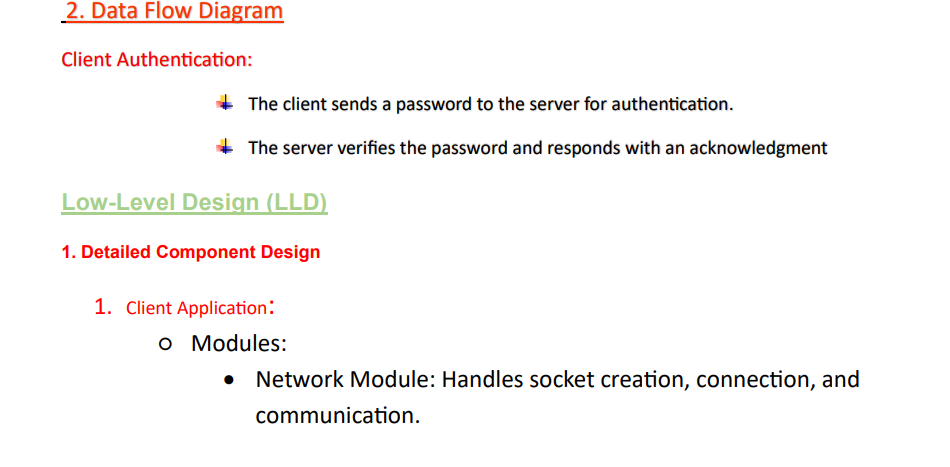 2. Data Flow Diagram
Client Authentication:
The client sends a password to the server for authentication.
The server verifies the password and responds with an acknowledgment
Low-Level Design (LLD)
1. Detailed Component Design
1. Client Application:
o Modules:
• Network Module: Handles socket creation, connection, and
communication.